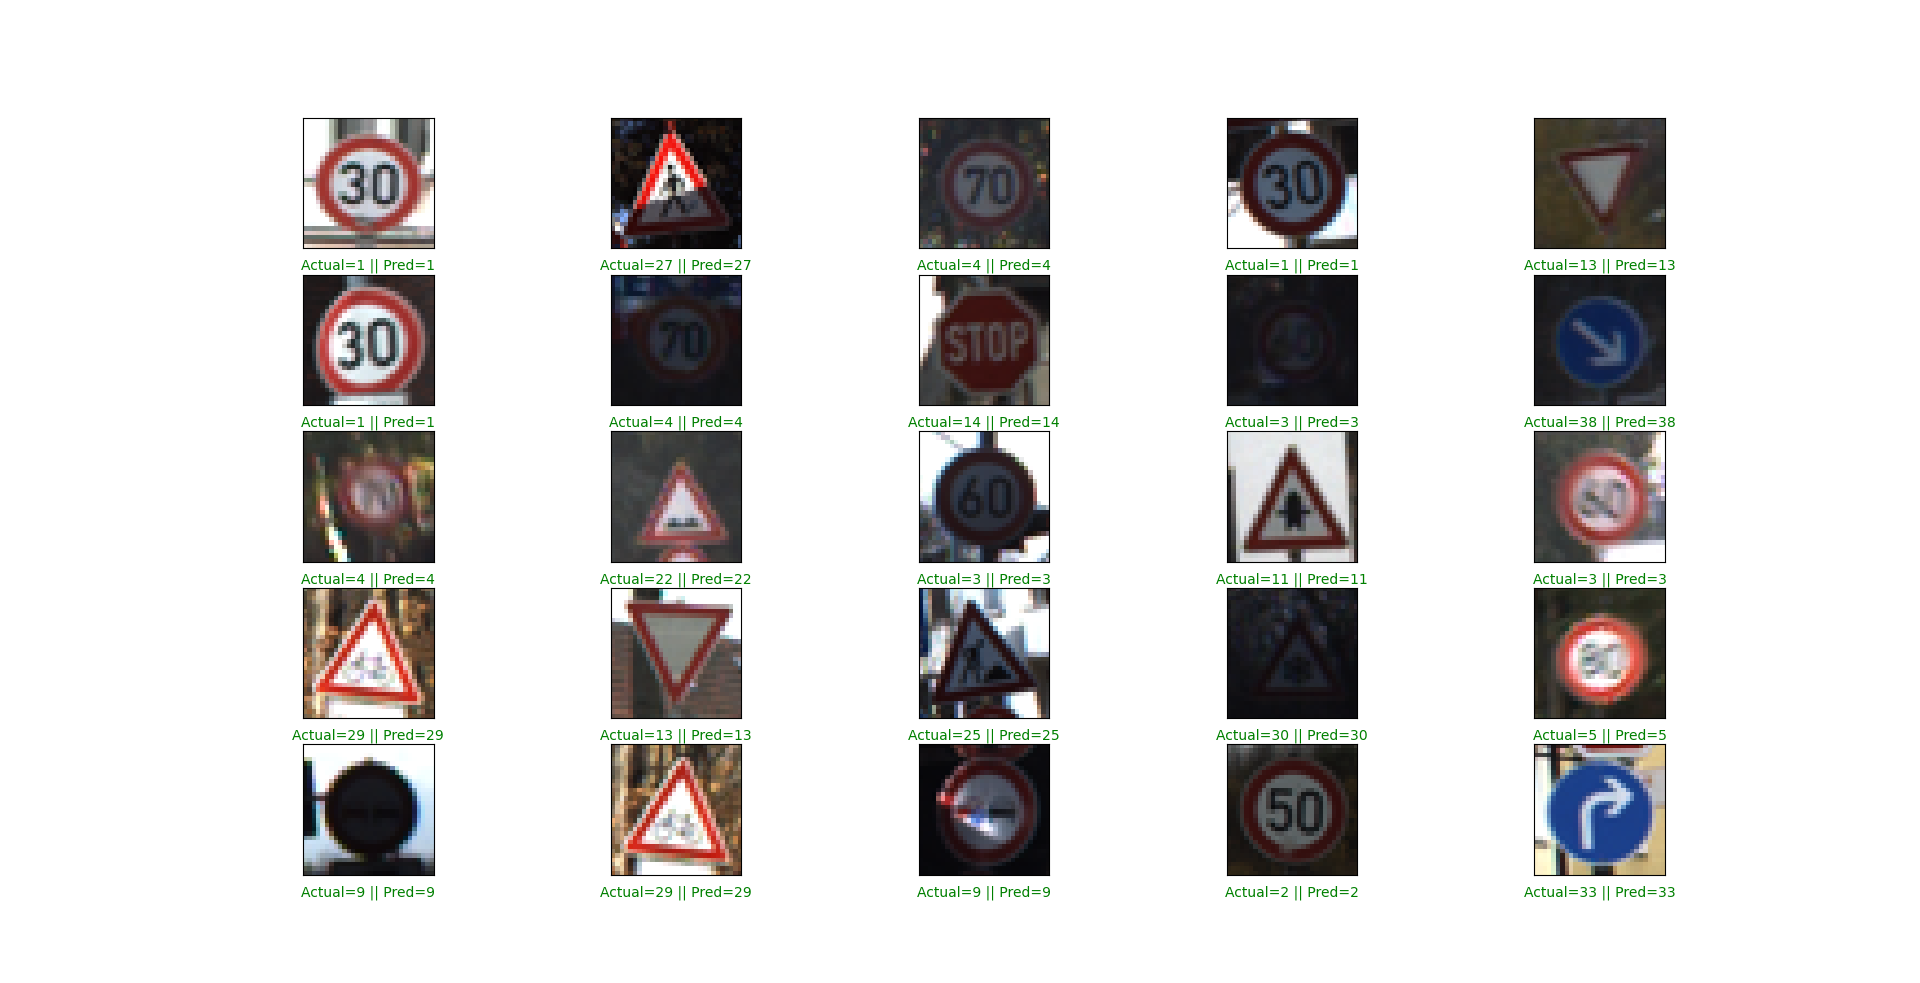 30
70
30
Actual=1 || Pred=1
Actual=27 || Pred=27
Actual=4 || Pred=4
Actual=1 || Pred=1
Actual=13 || Pred=13
30
70
STOP
Actual=1 || Pred=1
Actual=4 || Pred=4
Actual=14 || Pred=14
Actual=3 || Pred=3
Actual=38 || Pred=38
60
Actual=4 || Pred=4
Actual=22 || Pred=22
Actual=3 || Pred=3
Actual=11 || Pred=11
Actual=3 || Pred=3
80
Actual=29 || Pred=29
Actual=13 || Pred=13
Actual=25 || Pred=25
Actual=30 || Pred=30
Actual=5 || Pred=5
50
Actual=9 || Pred=9
Actual=29 || Pred=29
Actual=9 || Pred=9
Actual=2 || Pred=2
Actual=33 || Pred=33